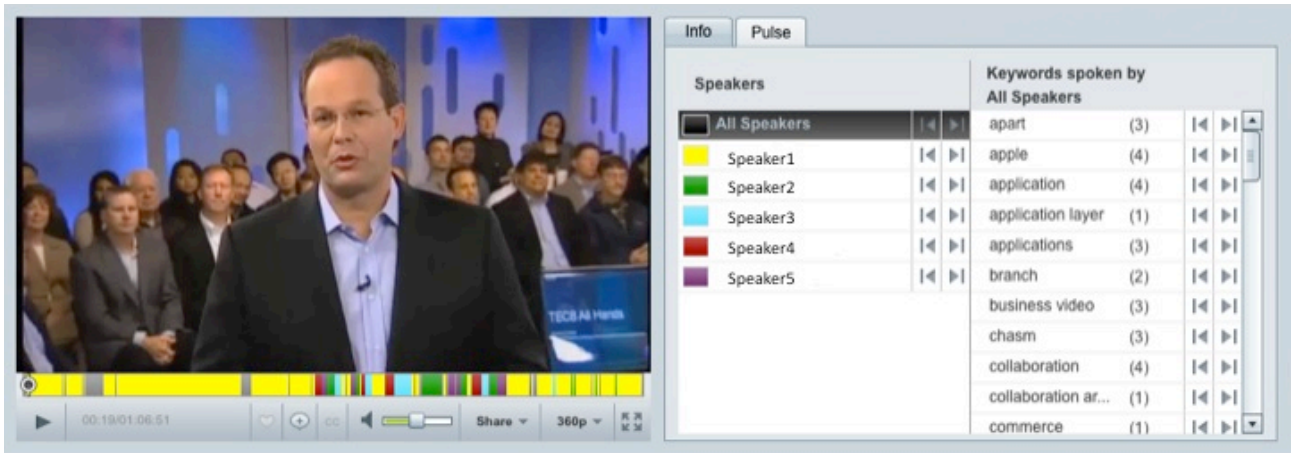 TECB All Hands
00:19/01:06:51
cc
Share
360p
Info
Pulse
Speakers
All Speakers
Speaker1
Speaker2
Speaker3
Speaker4
Speaker5
Keywords spoken by
All Speakers
apart (3)
apple (4)
application (4)
application layer (1)
applications (3)
branch (2)
business video (3)
chasm (3)
collaboration (4)
collaboration ar... (1)
commerce (1)